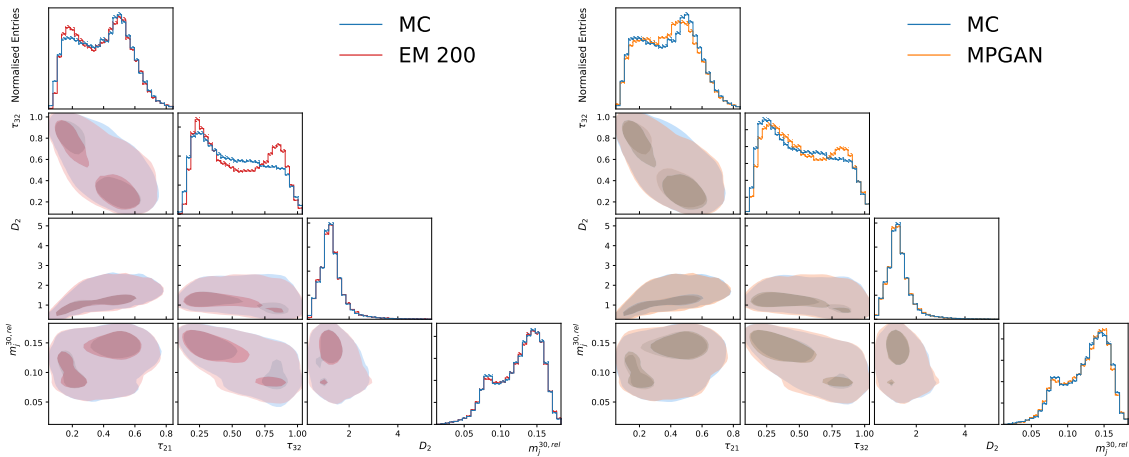 Normalised Entries
MC
EM 200
τ32
1.0
0.8
0.6
0.4
0.2
D2
5
4
3
2
1
m_j^{30, rel}
0.15
0.10
0.05
0.2 0.4 0.6 0.8
τ21
0.25 0.50 0.75 1.00
τ32
2 4
D2
0.05 0.10 0.15
m_j^{30, rel}
Normalised Entries
MC
MPGAN
τ32
1.0
0.8
0.6
0.4
0.2
D2
5
4
3
2
1
m_j^{30, rel}
0.15
0.10
0.05
0.2 0.4 0.6 0.8
τ21
0.25 0.50 0.75 1.00
τ32
2 4
D2
0.05 0.10 0.15
m_j^{30, rel}